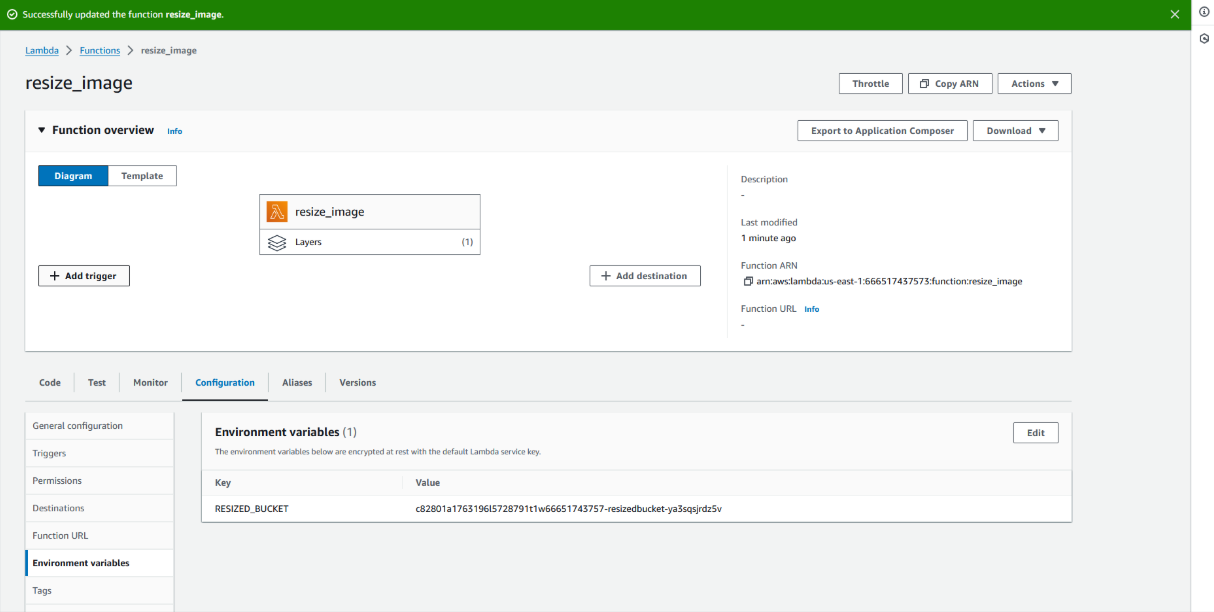 Successfully updated the function resize_image.
Lambda > Functions > resize_image
resize_image
Throttle Copy ARN Actions
Function overview Info
Export to Application Composer Download
Diagram Template
resize_image
Layers (1)
Add trigger
Add destination
Description
-
Last modified
1 minute ago
Function ARN
arn:aws:lambda:us-east-1:666517437573:function:resize_image
Function URL Info
-
Code Test Monitor Configuration Aliases Versions
General configuration
Triggers
Permissions
Destinations
Function URL
Environment variables
Tags
Environment variables (1)
Edit
The environment variables below are encrypted at rest with the default Lambda service key.
Key Value
RESIZED_BUCKET c82801a1763196l5728791t1w66651743757-resizedbucket-ya3sqsjrdz5v